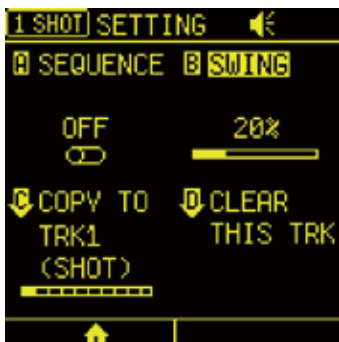 1 SHOT SETTING
A SEQUENCE B SWING
OFF 20%
C COPY TO D CLEAR
TRK1 THIS TRK
(SHOT)